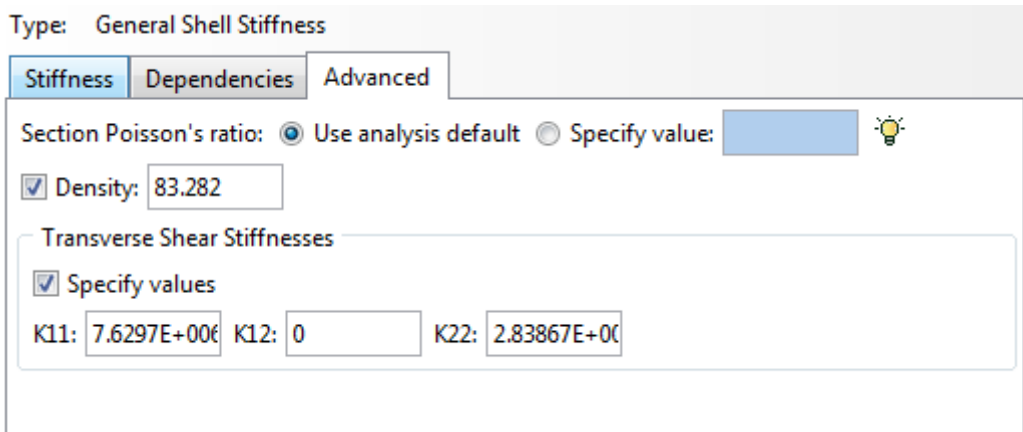 Type: General Shell Stiffness
Stiffness Dependencies Advanced
Section Poisson's ratio: Use analysis default Specify value:
Density: 83.282
Transverse Shear Stiffnesses
Specify values
K11: 7.6297E+006 K12: 0 K22: 2.83867E+00